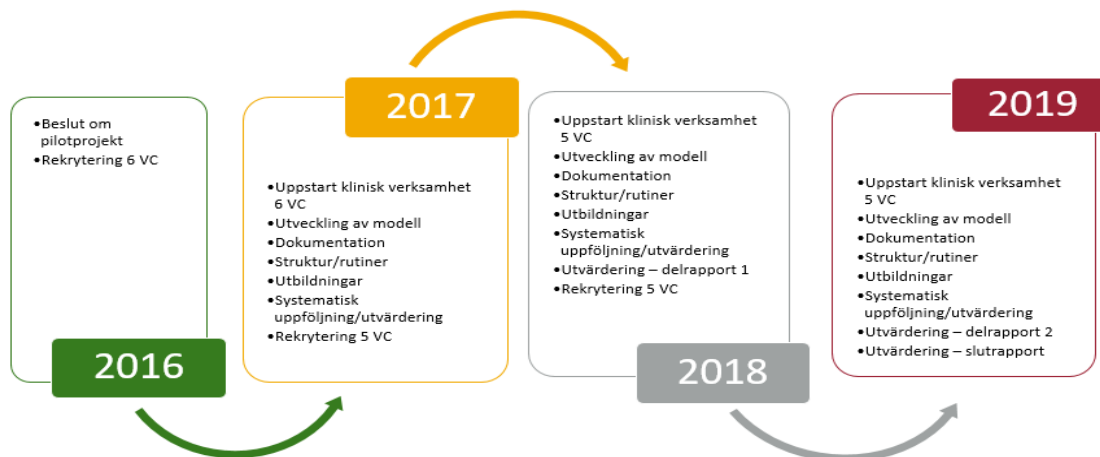 •Beslut om
pilotprojekt
•Rekrytering 6 VC
2016
2017
•Uppstart klinisk verksamhet
6 VC
•Utveckling av modell
•Dokumentation
•Struktur/rutiner
•Utbildningar
•Systematisk
uppföljning/utvärdering
•Rekrytering 5 VC
•Uppstart klinisk verksamhet
5 VC
•Utveckling av modell
•Dokumentation
•Struktur/rutiner
•Utbildningar
•Systematisk
uppföljning/utvärdering
•Utvärdering – delrapport 1
•Rekrytering 5 VC
2018
2019
•Uppstart klinisk verksamhet
5 VC
•Utveckling av modell
•Dokumentation
•Struktur/rutiner
•Utbildningar
•Systematisk
uppföljning/utvärdering
•Utvärdering – delrapport 2
•Utvärdering – slutrapport